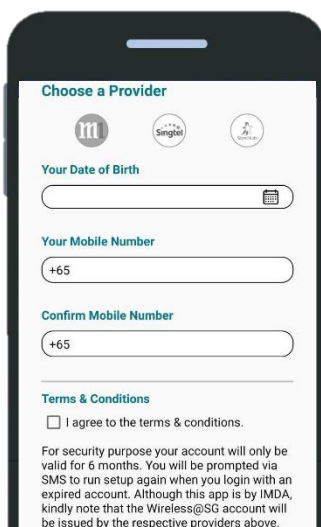 Choose a Provider
m
Singtel
StarHub
Your Date of Birth
Your Mobile Number
+65
Confirm Mobile Number
+65
Terms & Conditions
I agree to the terms & conditions.
For security purpose your account will only be
valid for 6 months. You will be prompted via
SMS to run setup again when you login with an
expired account. Although this app is by IMDA,
kindly note that the Wireless@SG account will
be issued by the respective providers above.